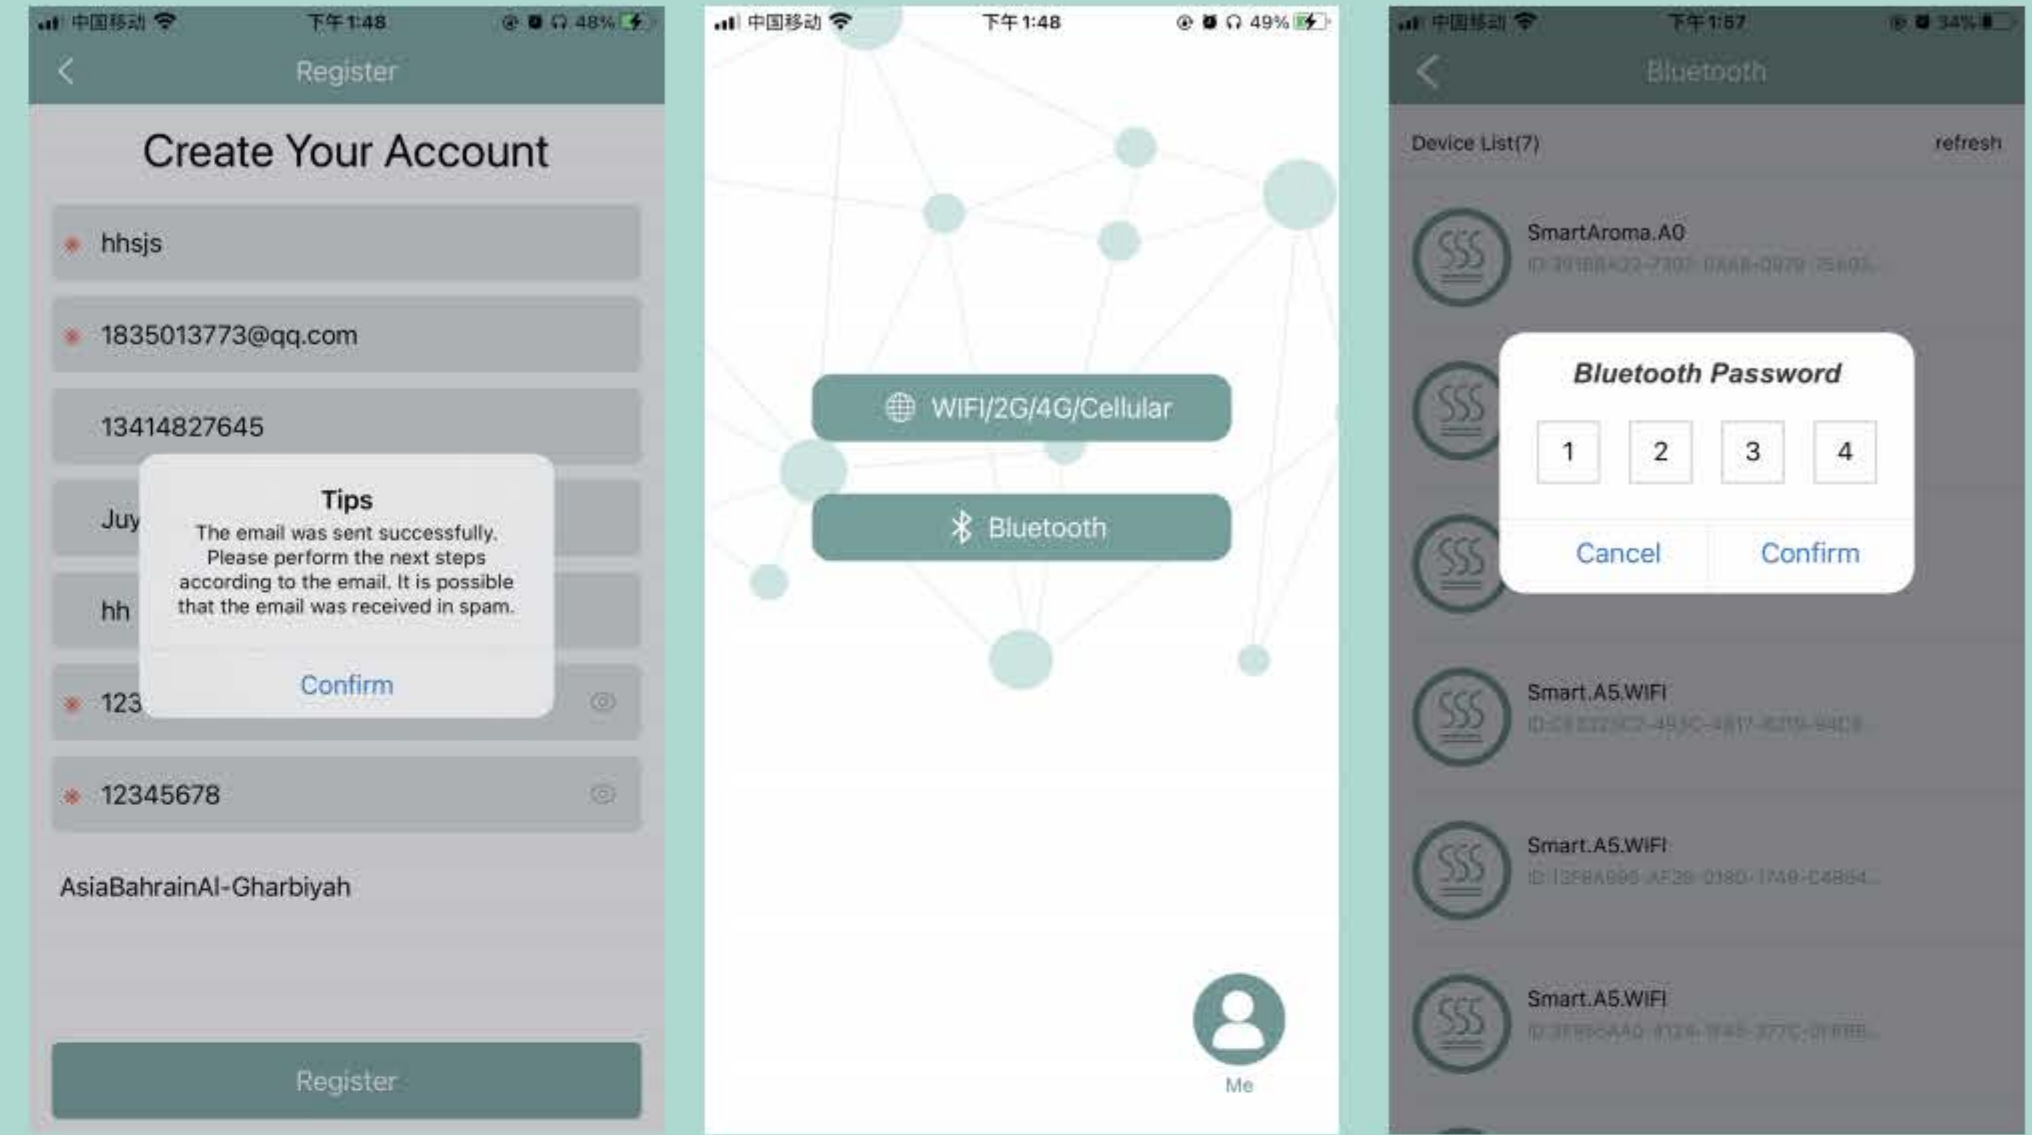 中国移动
下午1:48
48%
Register
Create Your Account
hhsjs
1835013773@qq.com
13414827645
Juy
Tips
The email was sent successfully.
Please perform the next steps
according to the email. It is possible
that the email was received in spam.
hh
Confirm
123
12345678
AsiaBahrainAl-Gharbiyah
Register
中国移动
下午1:48
49%
WIFI/2G/4G/Cellular
Bluetooth
Me
中国移动
下午1:57
34%
Bluetooth
Device List(7)
refresh
SmartAroma.A0
Bluetooth Password
1 2 3 4
Cancel
Confirm
Smart.A5.WIFI
Smart.A5.WIFI
Smart.A5.WIFI